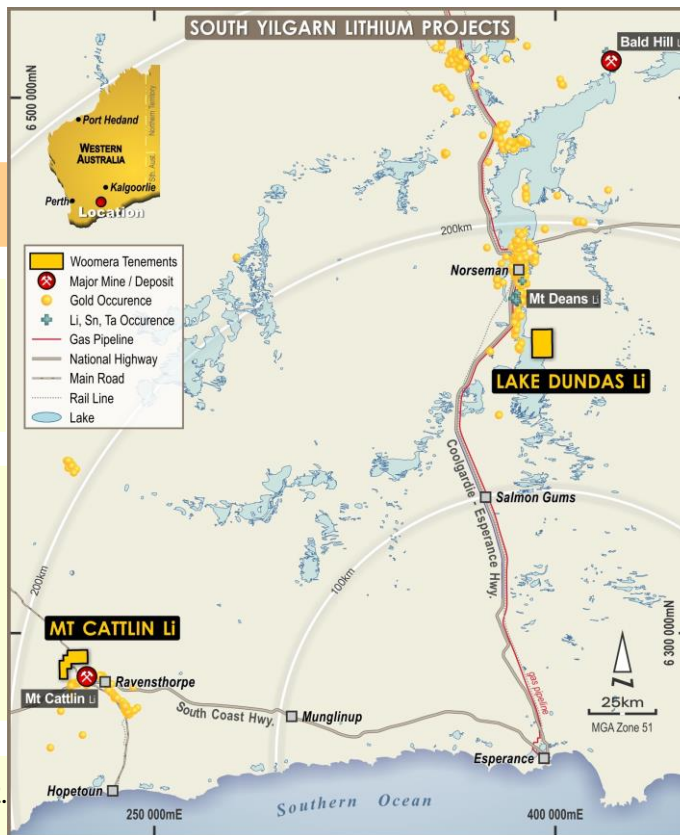 SOUTH YILGARN LITHIUM PROJECTS
Bald Hill Li
6 500 000mN
Port Hedland
Northern Territory
WESTERN
AUSTRALIA
Sth. Aust.
Kalgoorlie
Perth
Location
200km
Woomera Tenements
Major Mine / Deposit
Gold Occurence
Li, Sn, Ta Occurence
Gas Pipeline
National Highway
Main Road
Rail Line
Lake
Norseman
Mt Deans Li
LAKE DUNDAS Li
Coolgardie - Esperance Hwy.
Salmon Gums
200km
100km
6 300 000mN
MT CATTLIN Li
Ravensthorpe
Mt Cattlin Li
South Coast Hwy.
Munglinup
gas pipeline
N
25km
MGA Zone 51
Esperance
Hopetoun
Southern Ocean
250 000mE
400 000mE